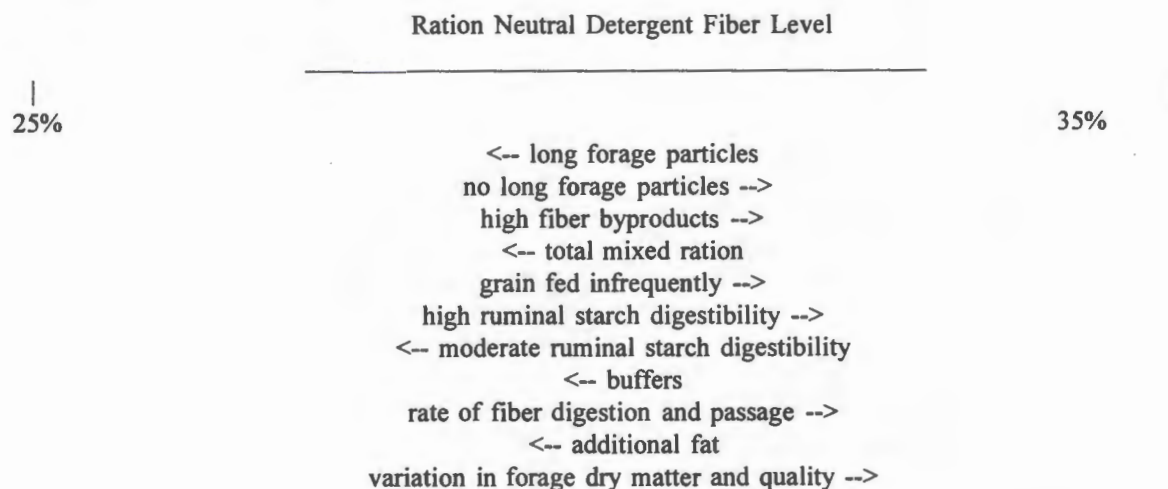 Ration Neutral Detergent Fiber Level
25% 35%
<-- long forage particles
no long forage particles -->
high fiber byproducts -->
<-- total mixed ration
grain fed infrequently -->
high ruminal starch digestibility -->
<-- moderate ruminal starch digestibility
<-- buffers
rate of fiber digestion and passage -->
<-- additional fat
variation in forage dry matter and quality -->